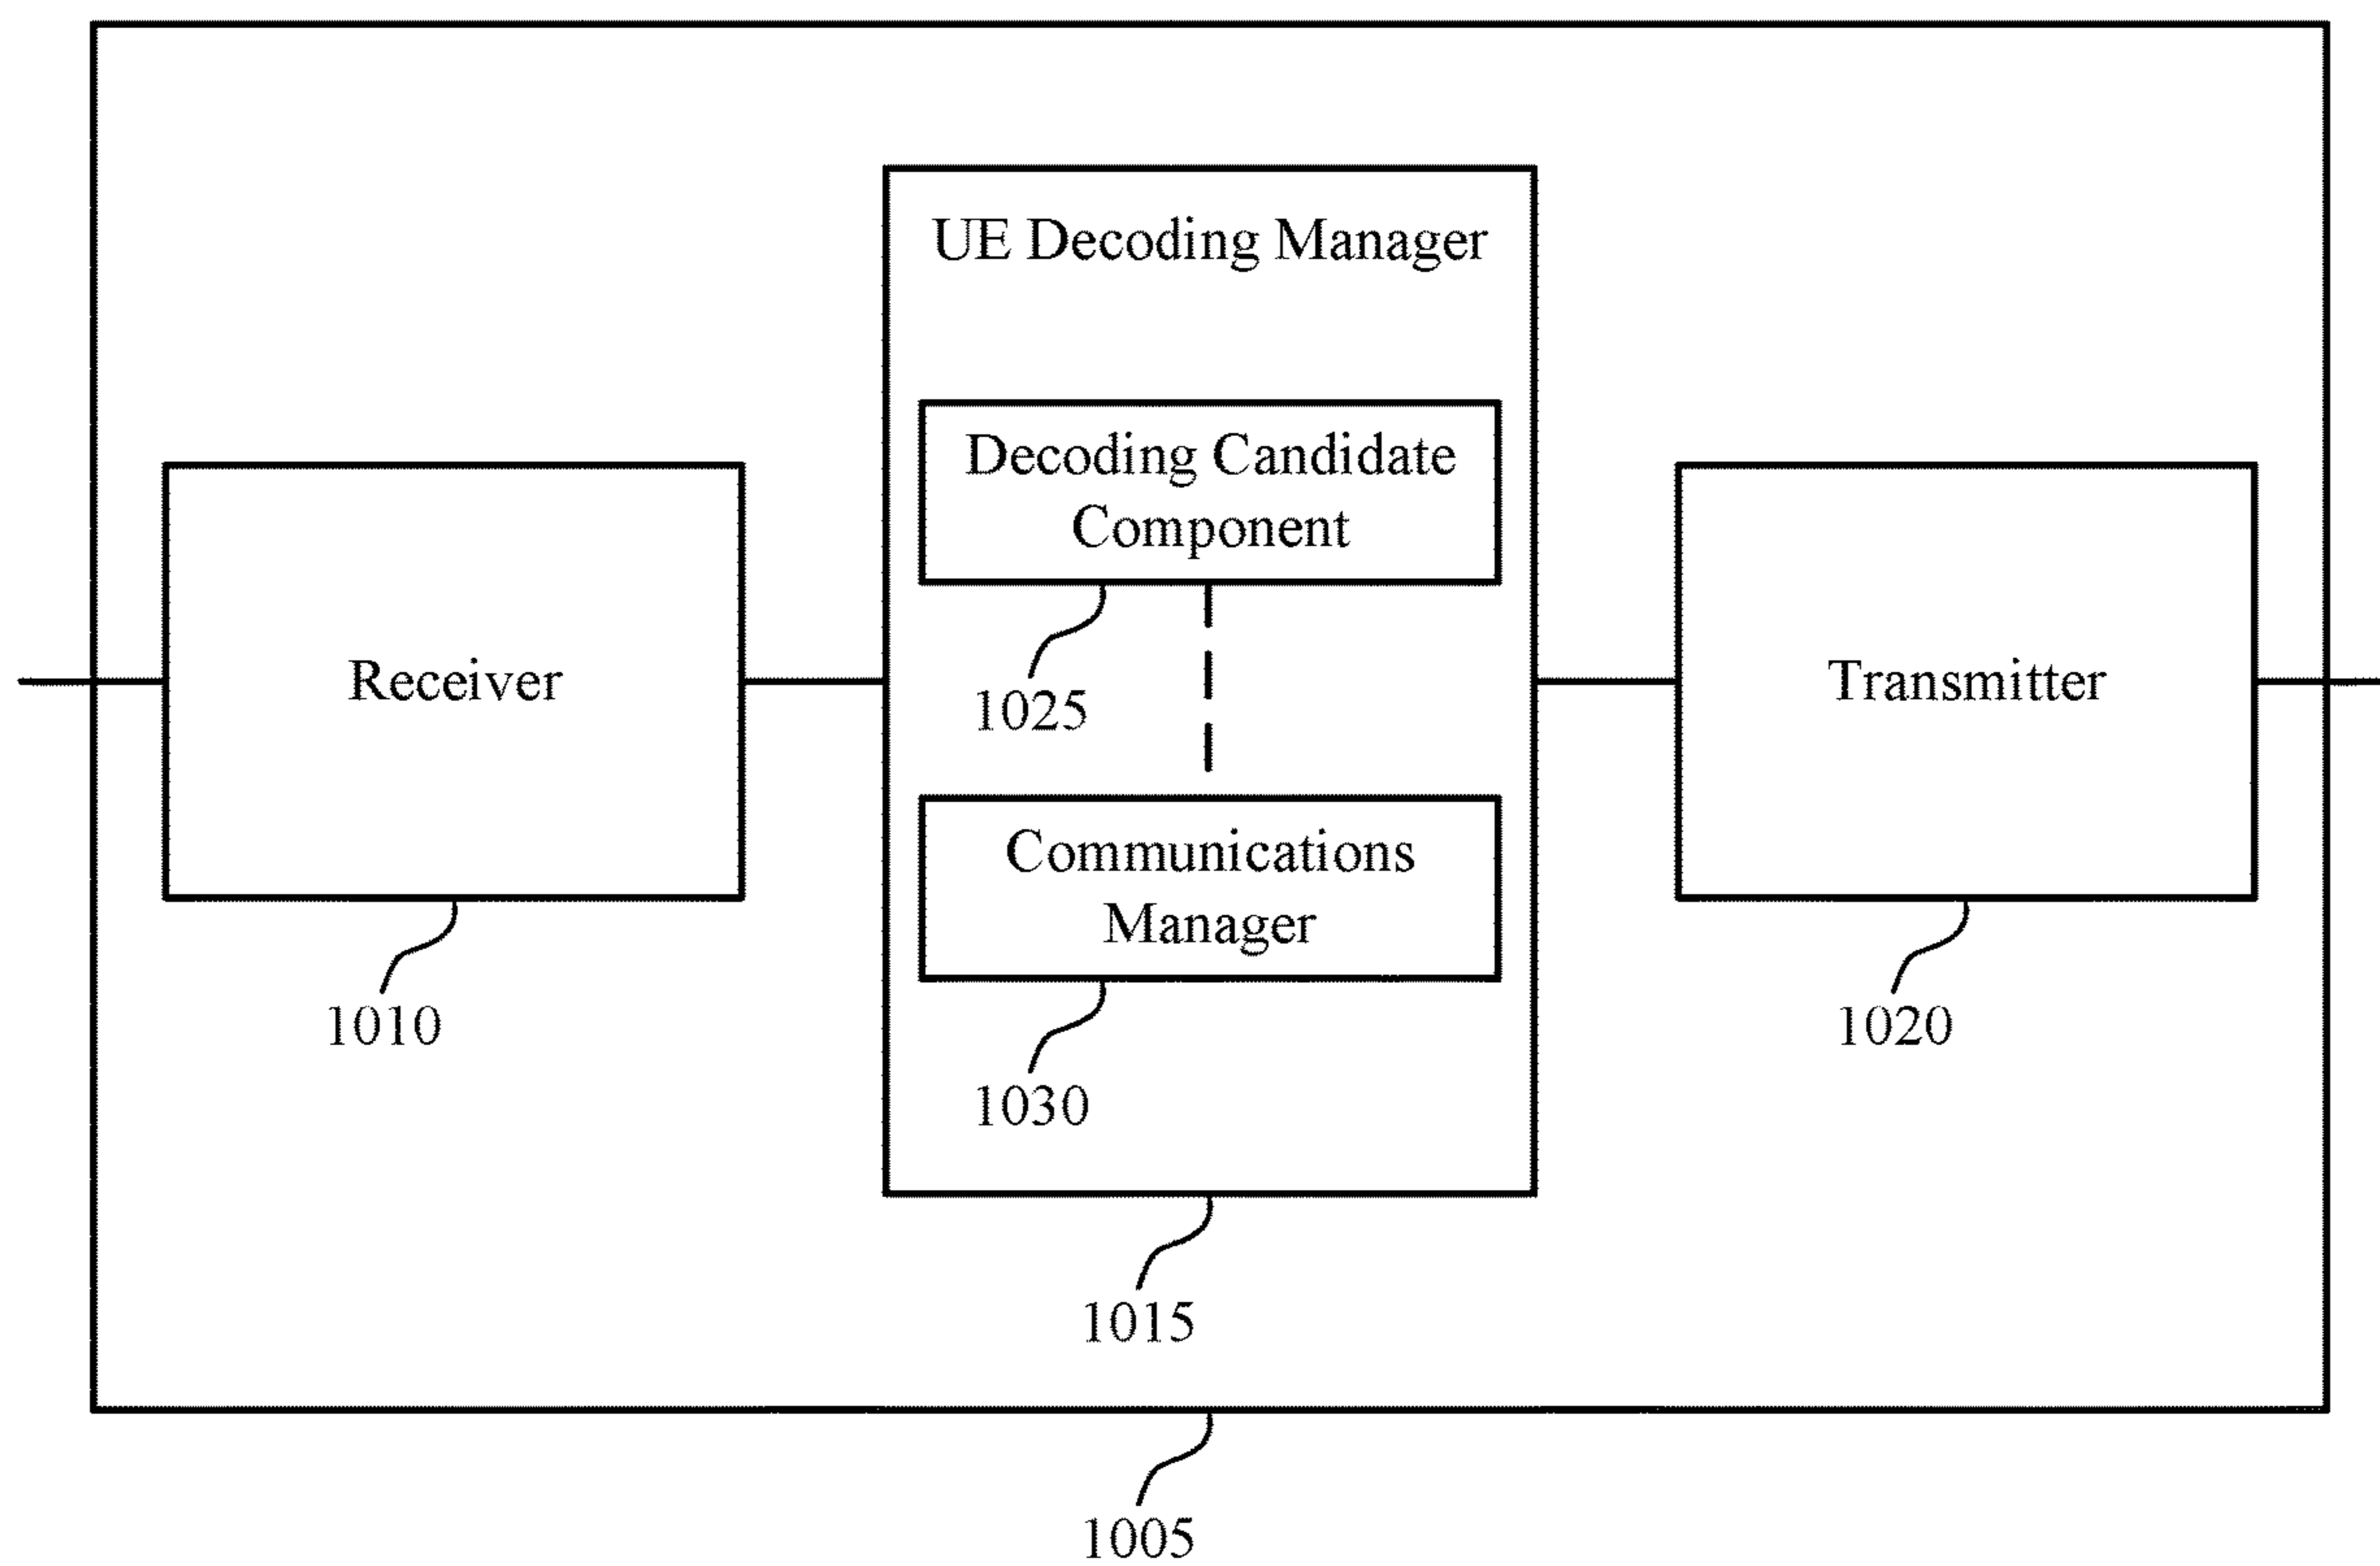 UE Decoding Manager
Decoding Candidate
Component
1025
Receiver
1010
Communications
Manager
1030
Transmitter
1020
1015
1005